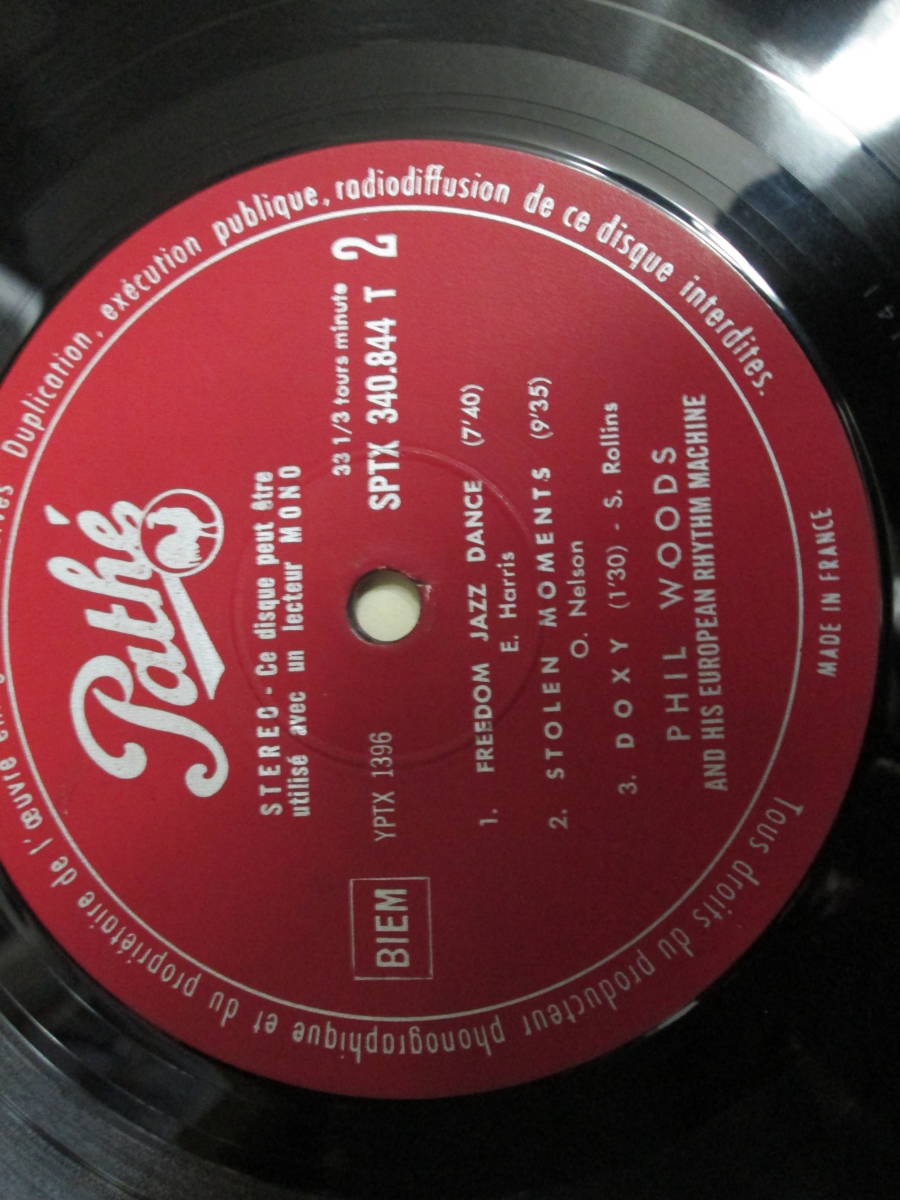 Pathé
STEREO - Ce disque peut être
utilisé avec un lecteur MONO
33 1/3 tours minute
BIEM
YPTX 1396
SPTX 340.844 T 2
1. FREEDOM JAZZ DANCE (7'40)
E. Harris
2. STOLEN MOMENTS (9'35)
O. Nelson
3. DOXY (1'30) - S. Rollins
PHIL WOODS
AND HIS EUROPEAN RHYTHM MACHINE
MADE IN FRANCE
Tous droits du producteur phonographique et du propriétaire de l'œuvre
Duplication, exécution publique, radiodiffusion de ce disque interdites.